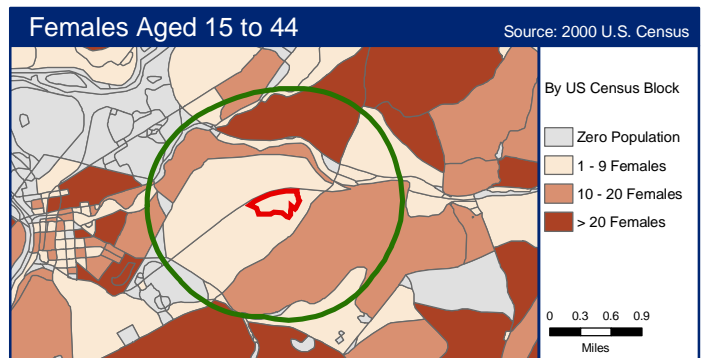 Females Aged 15 to 44
Source: 2000 U.S. Census
By US Census Block
Zero Population
1 - 9 Females
10 - 20 Females
> 20 Females
0 0.3 0.6 0.9
Miles